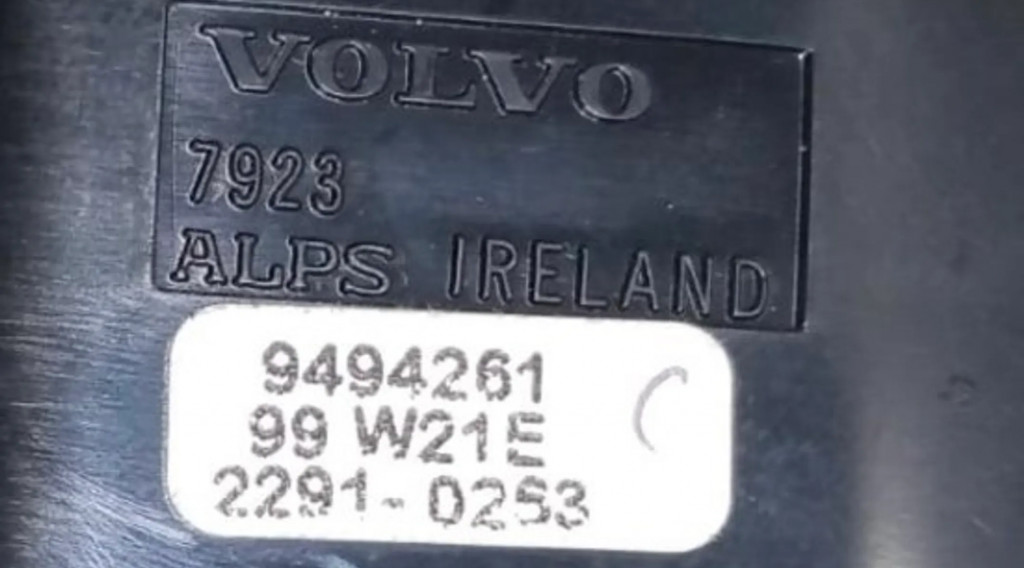 VOLVO
7923
ALPS IRELAND
9494261
99 W21E
2291-0253